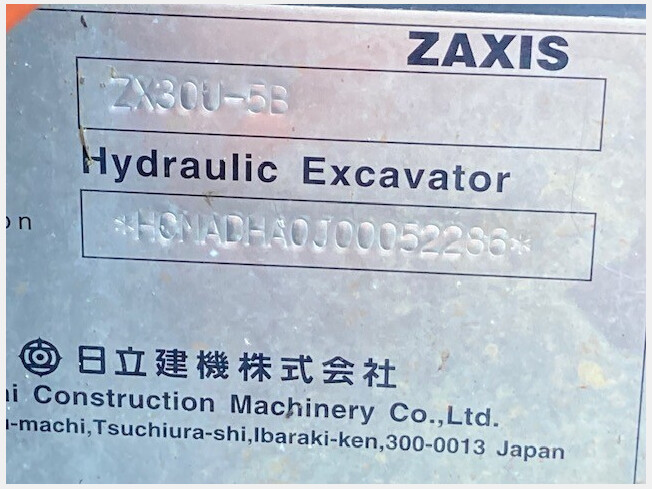 ZAXIS
ZX30U-5B
Hydraulic Excavator
on
*HCMADHA0J00052286*
日立建機株式会社
i Construction Machinery Co.,Ltd.
-machi,Tsuchiura-shi,Ibaraki-ken,300-0013 Japan